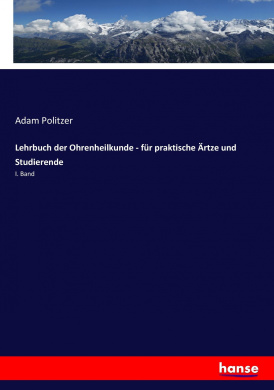 Adam Politzer
Lehrbuch der Ohrenheilkunde - für praktische Ärtze und
Studierende
I. Band
hanse